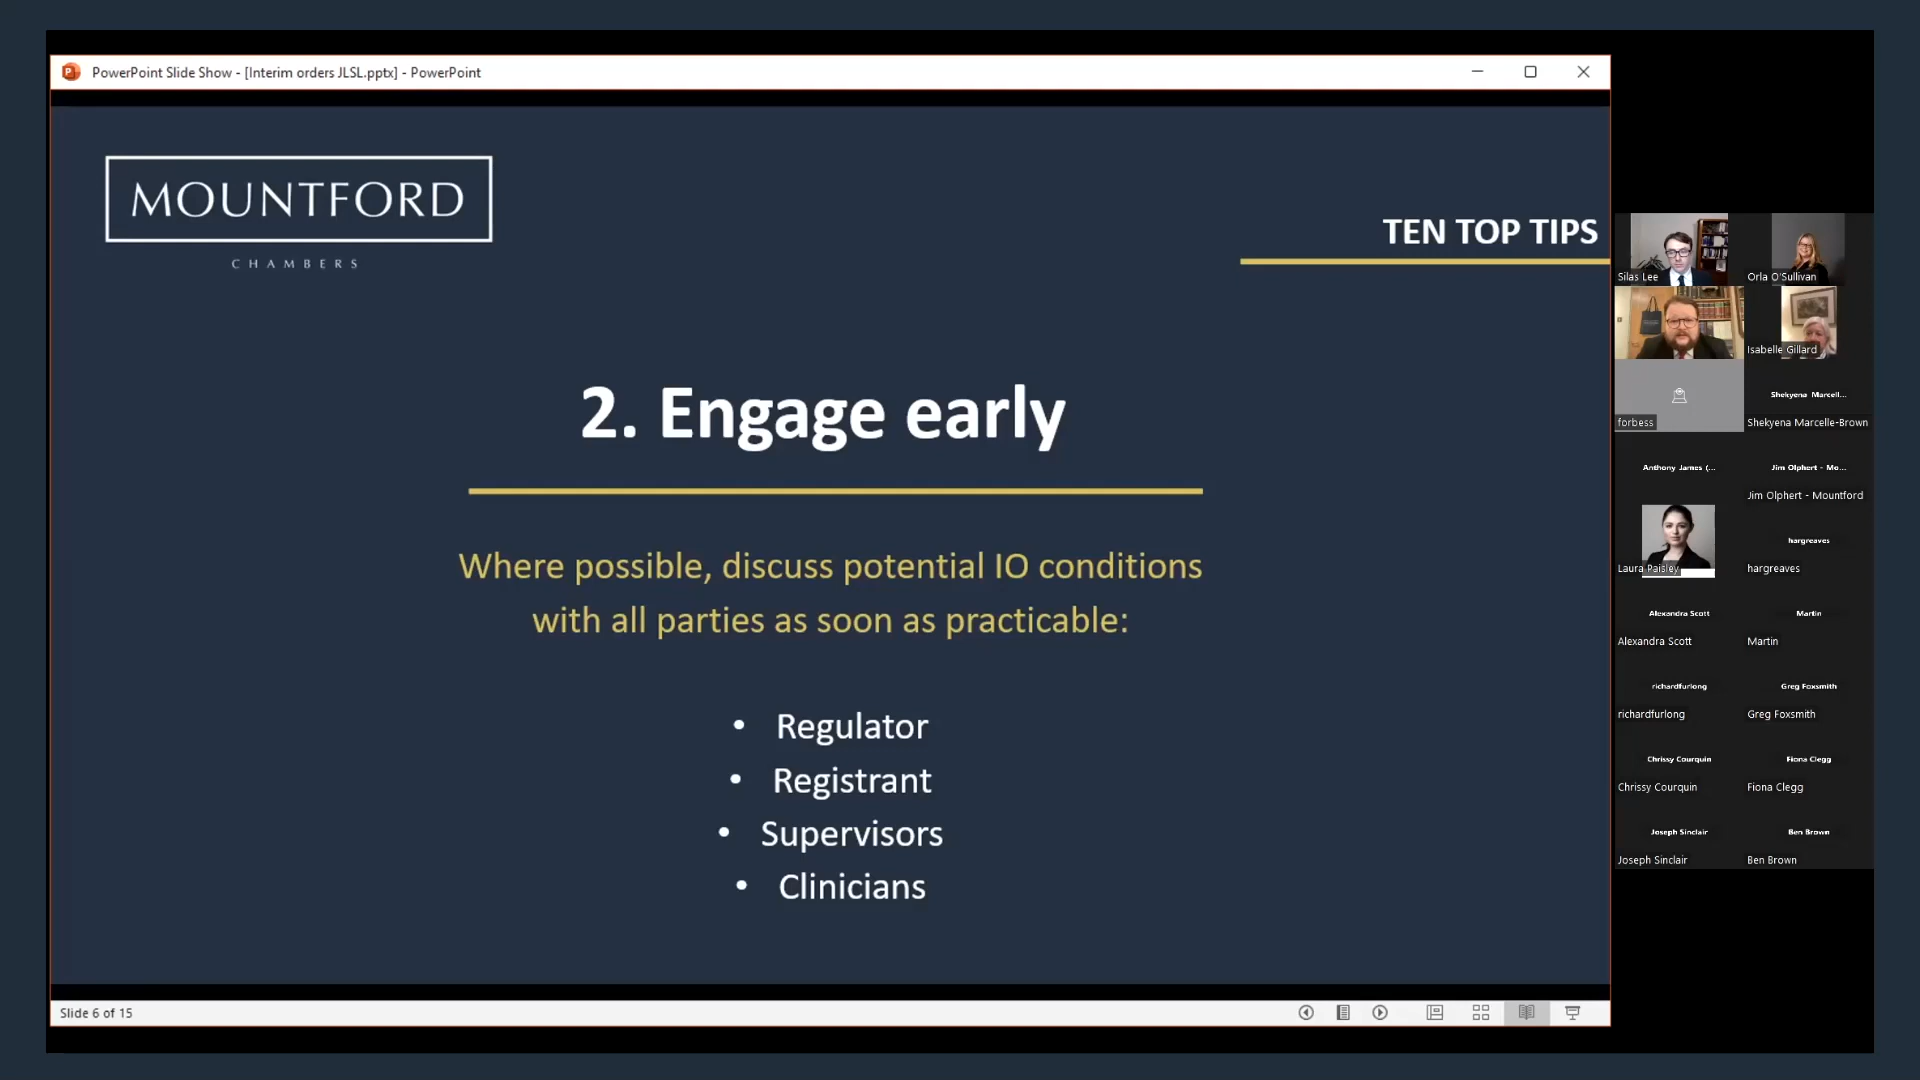 PowerPoint Slide Show - [Interim orders JLSL.pptx] - PowerPoint
MOUNTFORD
CHAMBERS
TEN TOP TIPS
2. Engage early
Where possible, discuss potential IO conditions
with all parties as soon as practicable:
• Regulator
• Registrant
• Supervisors
• Clinicians
Slide 6 of 15
Silas Lee
Orla O'Sullivan
Isabelle Gillard
forbess
Shekyena Marcell...
Shekyena Marcelle-Brown
Anthony James (...
Jim Olphert - Mo...
Jim Olphert - Mountford
Laura Paisley
hargreaves
hargreaves
Alexandra Scott
Alexandra Scott
Martin
Martin
richardfurlong
richardfurlong
Greg Foxsmith
Greg Foxsmith
Chrissy Courquin
Chrissy Courquin
Fiona Clegg
Fiona Clegg
Joseph Sinclair
Joseph Sinclair
Ben Brown
Ben Brown